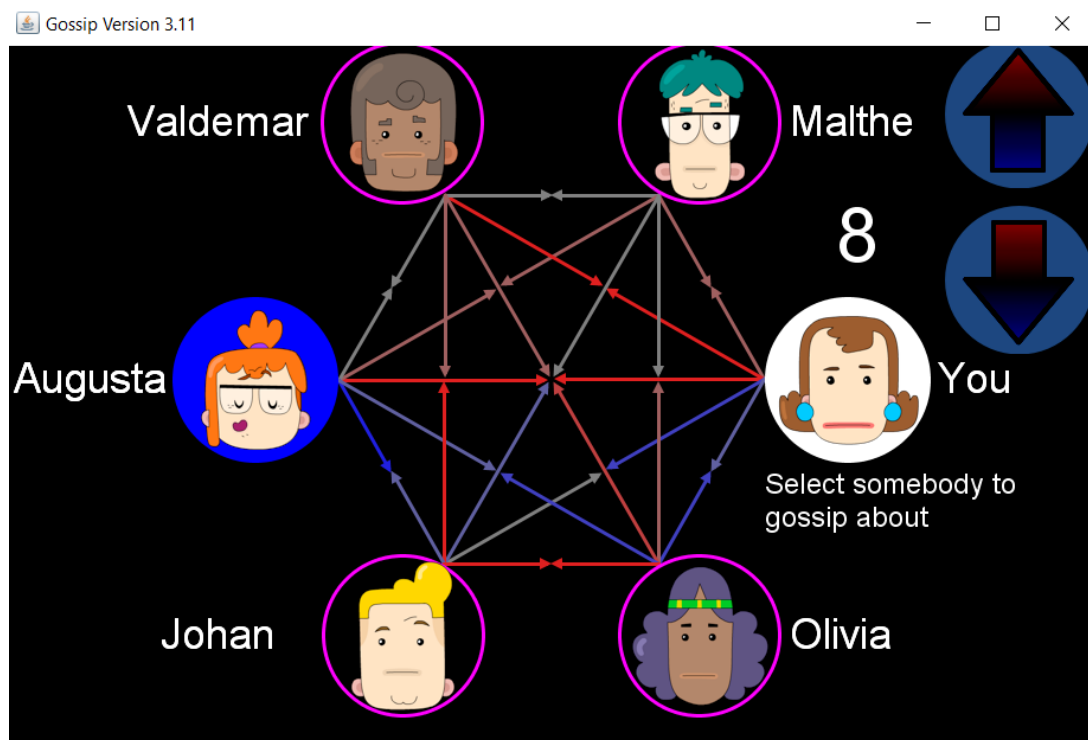 Gossip Version 3.11
Valdemar
Malthe
8
Augusta
You
Select somebody to
gossip about
Johan
Olivia